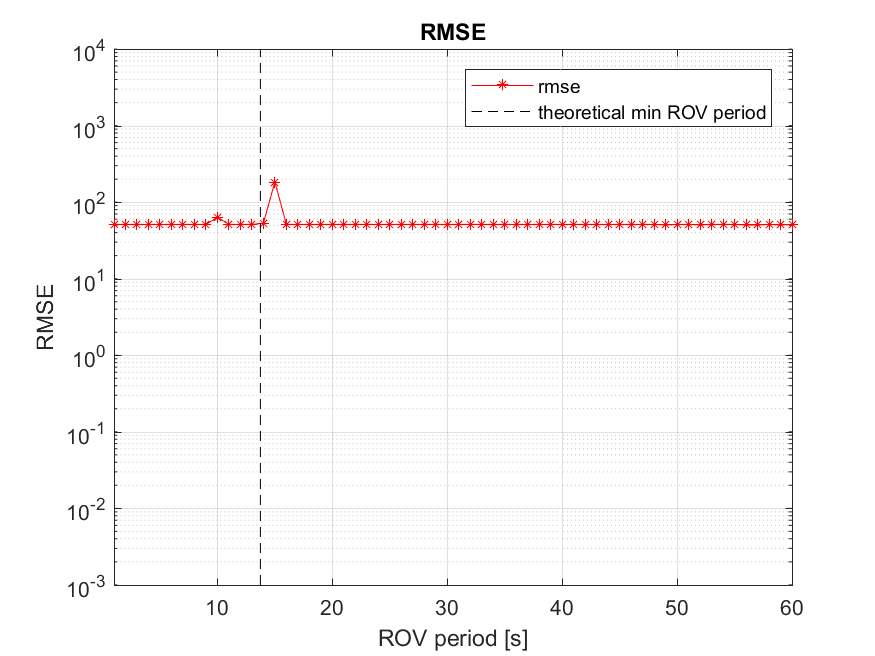 RMSE
10^4
10^3
10^2
10^1
10^0
10^-1
10^-2
10^-3
RMSE
rmse
theoretical min ROV period
10 20 30 40 50 60
ROV period [s]